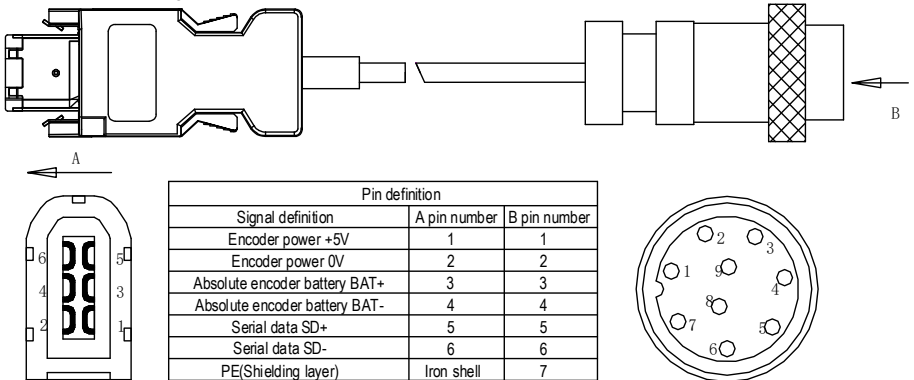 B
A
Pin definition
Signal definition A pin number B pin number
Encoder power +5V 1 1
Encoder power 0V 2 2
Absolute encoder battery BAT+ 3 3
Absolute encoder battery BAT- 4 4
Serial data SD+ 5 5
Serial data SD- 6 6
PE(Shielding layer) Iron shell 7
6 5
4 3
2 1
2 3
1 9 4
8
7 5
6